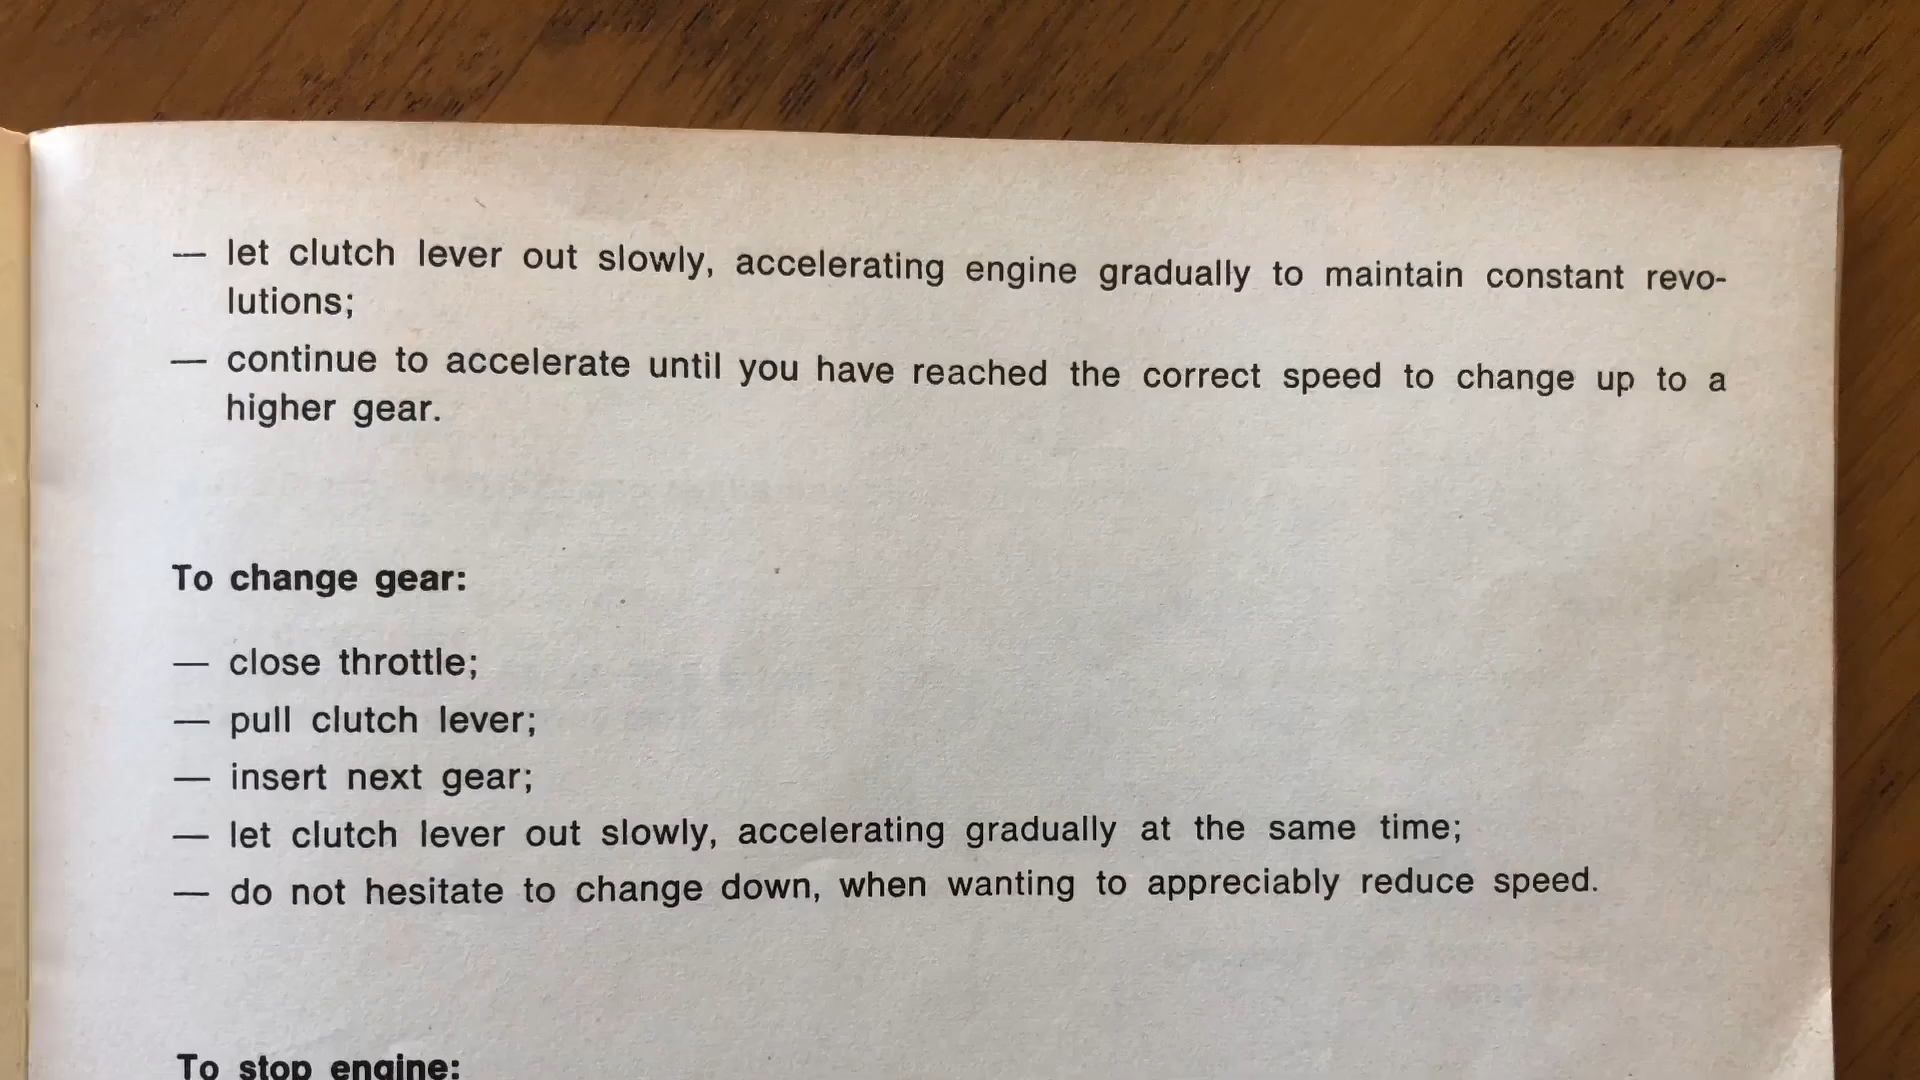 — let clutch lever out slowly, accelerating engine gradually to maintain constant revo-
lutions;
— continue to accelerate until you have reached the correct speed to change up to a
higher gear.
To change gear:
— close throttle;
— pull clutch lever;
— insert next gear;
— let clutch lever out slowly, accelerating gradually at the same time;
— do not hesitate to change down, when wanting to appreciably reduce speed.
To stop engine: